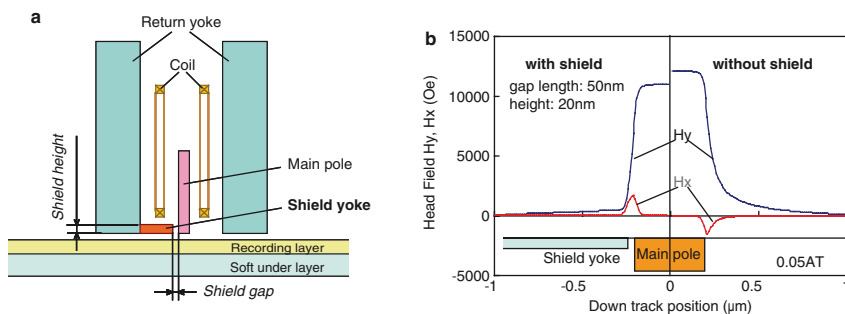 a
Return yoke
Coil
Shield height
Main pole
Shield yoke
Recording layer
Soft under layer
Shield gap
b
15000
10000
5000
0
-5000
Head Field Hy, Hx (Oe)
with shield
without shield
gap length: 50nm
height: 20nm
Hy
Hx
Shield yoke
Main pole
0.05AT
-1
-0.5
0
0.5
1
Down track position (µm)